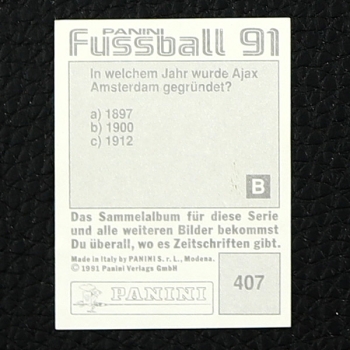 PANINI
Fussball 91
In welchem Jahr wurde Ajax
Amsterdam gegründet?
a) 1897
b) 1900
c) 1912
B
Das Sammelalbum für diese Serie
und alle weiteren Bilder bekommst
Du überall, wo es Zeitschriften gibt.
Made in Italy by PANINI S. r. L., Modena.
© 1991 Panini Verlags GmbH
PANINI
407